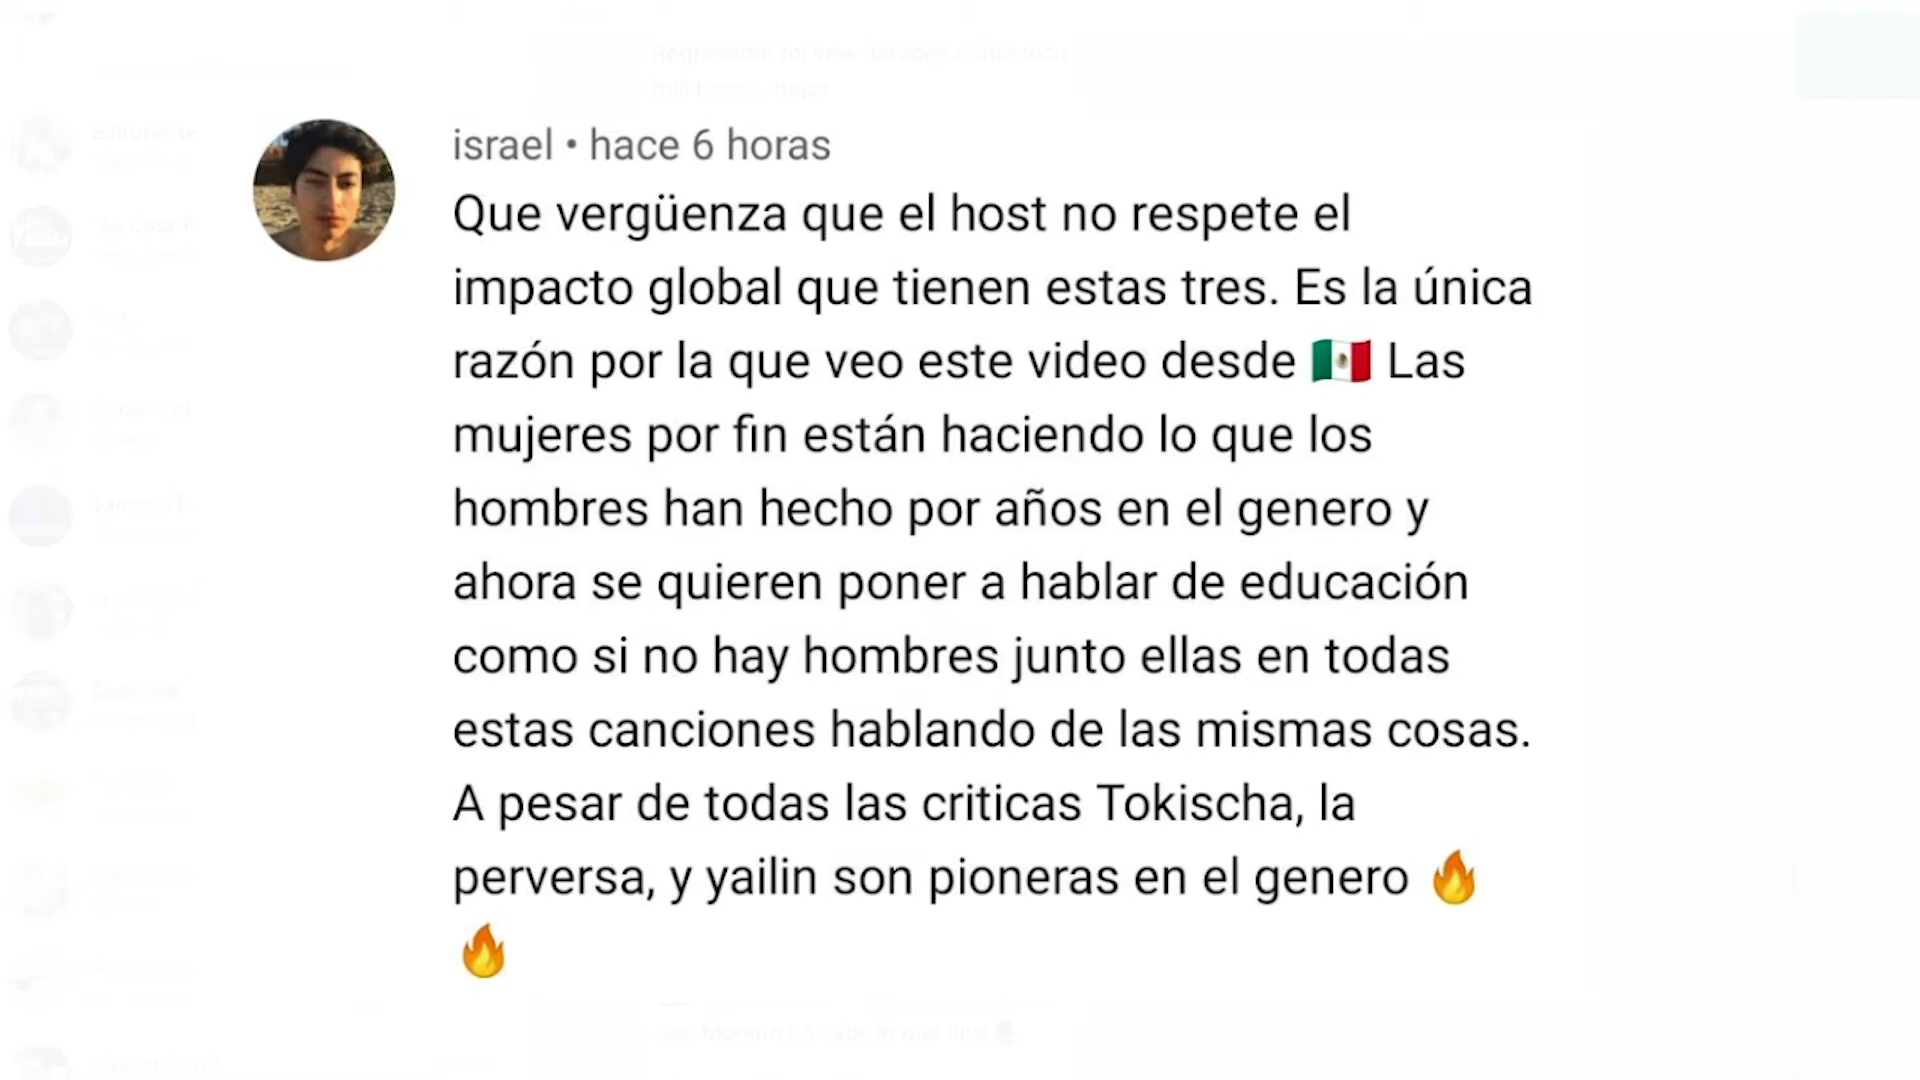 israel • hace 6 horas
Que vergüenza que el host no respete el
impacto global que tienen estas tres. Es la única
razón por la que veo este video desde 🇲🇽 Las
mujeres por fin están haciendo lo que los
hombres han hecho por años en el genero y
ahora se quieren poner a hablar de educación
como si no hay hombres junto ellas en todas
estas canciones hablando de las mismas cosas.
A pesar de todas las criticas Tokischa, la
perversa, y yailin son pioneras en el genero 🔥
🔥